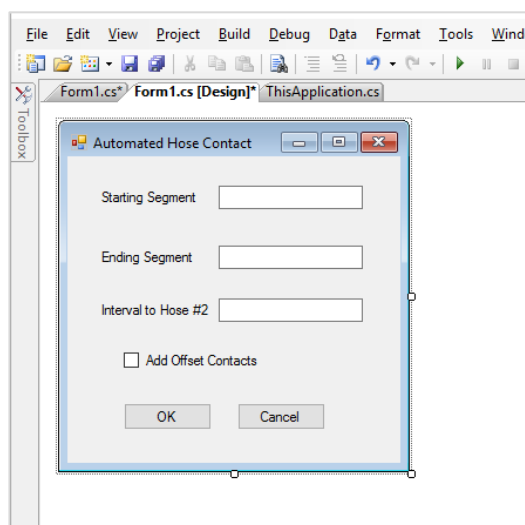 File Edit View Project Build Debug Data Format Tools
Form1.cs* Form1.cs [Design]* ThisApplication.cs
Toolbox
Automated Hose Contact
Starting Segment
Ending Segment
Interval to Hose #2
Add Offset Contacts
OK Cancel